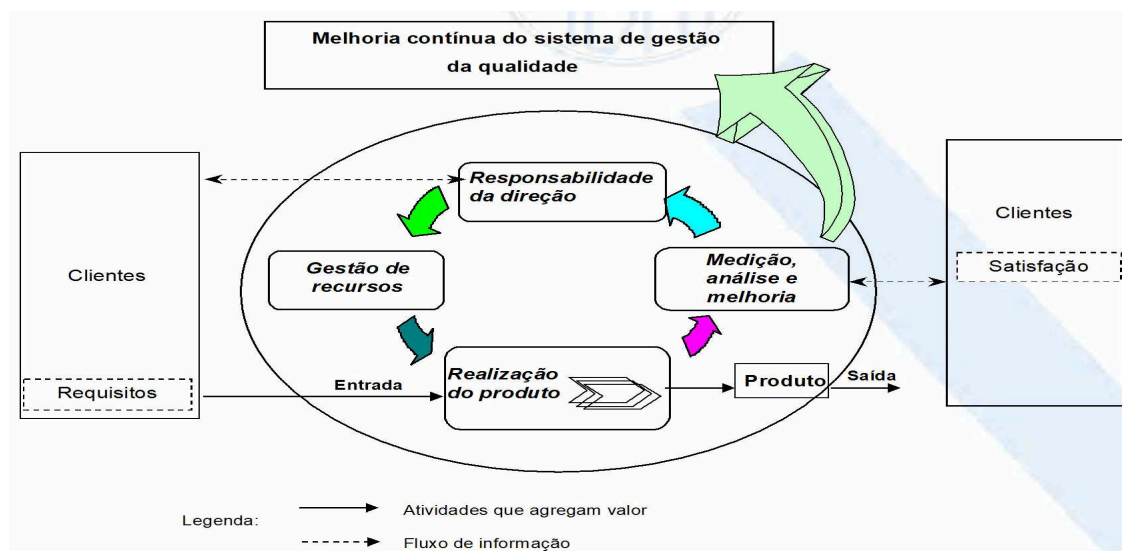 Melhoria contínua do sistema de gestão
da qualidade
Responsabilidade
da direção
Clientes
Gestão de
recursos
Medição,
análise e
melhoria
Clientes
Satisfação
Requisitos
Entrada
Realização
do produto
Produto
Saída
Legenda:
Atividades que agregam valor
Fluxo de informação